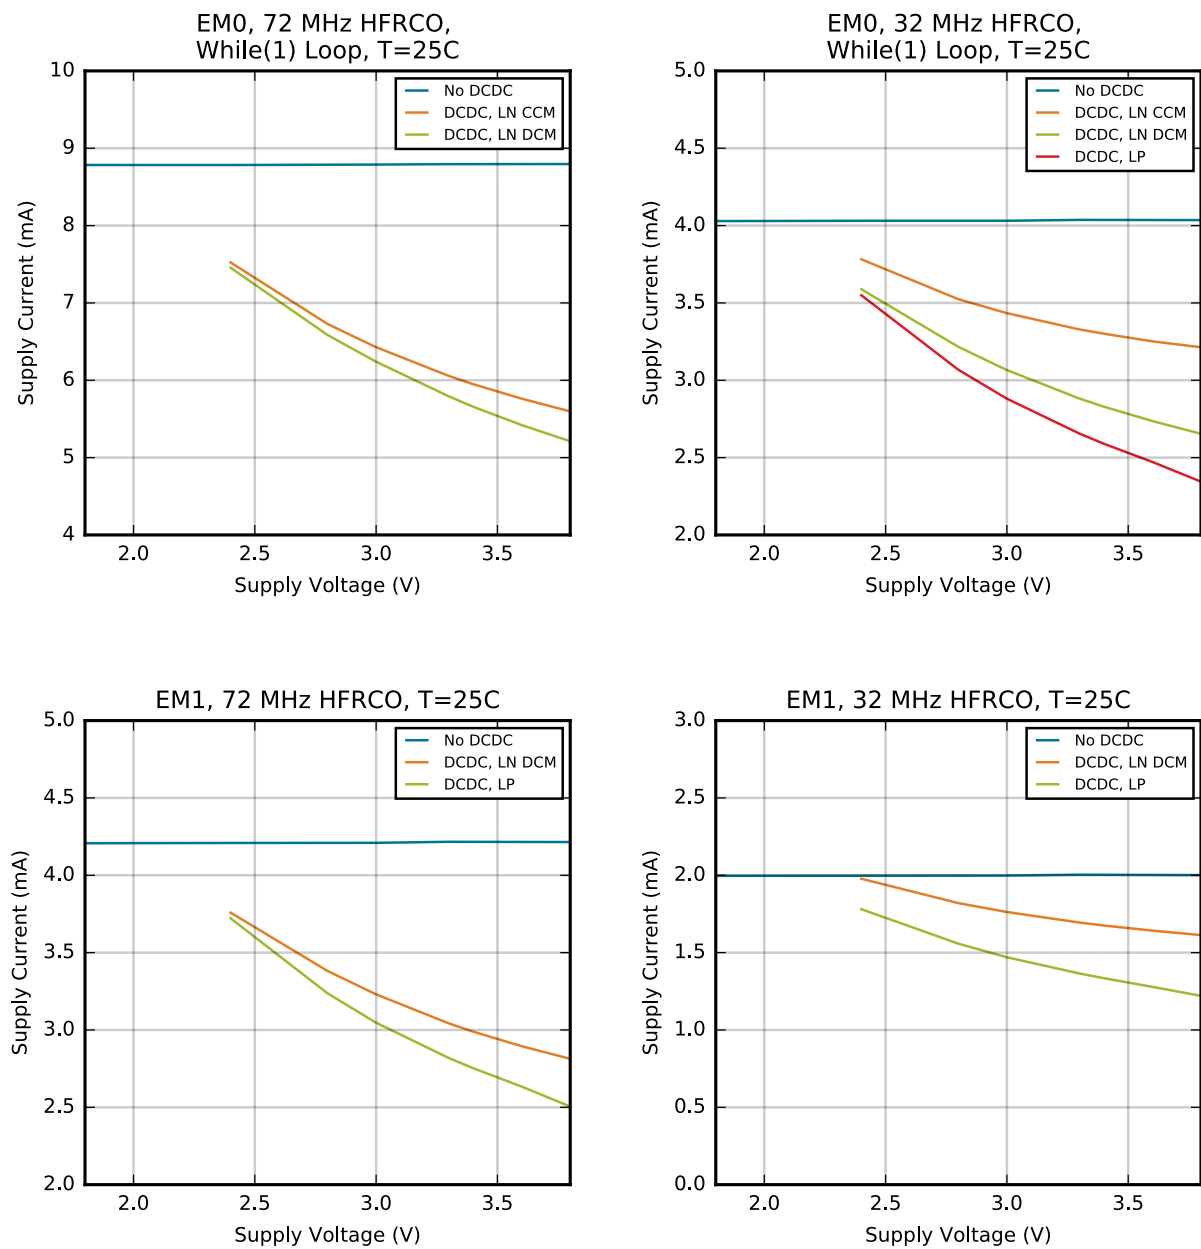 EM0, 72 MHz HFRCO,
While(1) Loop, T=25C
10
9
8
7
6
5
4
Supply Current (mA)
No DCDC
DCDC, LN CCM
DCDC, LN DCM
2.0
2.5
3.0
3.5
Supply Voltage (V)
EM0, 32 MHz HFRCO,
While(1) Loop, T=25C
5.0
4.5
4.0
3.5
3.0
2.5
2.0
Supply Current (mA)
No DCDC
DCDC, LN CCM
DCDC, LN DCM
DCDC, LP
2.0
2.5
3.0
3.5
Supply Voltage (V)
EM1, 72 MHz HFRCO, T=25C
5.0
4.5
4.0
3.5
3.0
2.5
2.0
Supply Current (mA)
No DCDC
DCDC, LN DCM
DCDC, LP
2.0
2.5
3.0
3.5
Supply Voltage (V)
EM1, 32 MHz HFRCO, T=25C
3.0
2.5
2.0
1.5
1.0
0.5
0.0
Supply Current (mA)
No DCDC
DCDC, LN DCM
DCDC, LP
2.0
2.5
3.0
3.5
Supply Voltage (V)